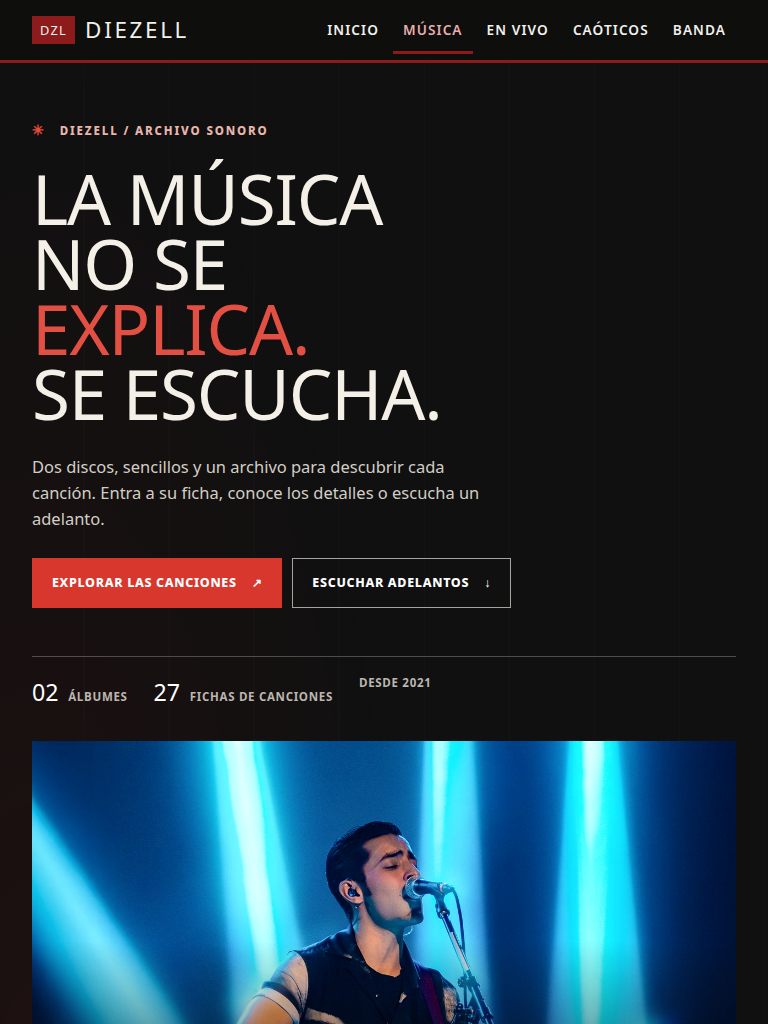 DZL DIEZELL INICIO MÚSICA EN VIVO CAÓTICOS BANDA
✳ DIEZELL / ARCHIVO SONORO
LA MÚSICA
NO SE
EXPLICA.
SE ESCUCHA.
Dos discos, sencillos y un archivo para descubrir cada
canción. Entra a su ficha, conoce los detalles o escucha un
adelanto.
EXPLORAR LAS CANCIONES ↗ ESCUCHAR ADELANTOS ↓
02 ÁLBUMES 27 FICHAS DE CANCIONES DESDE 2021